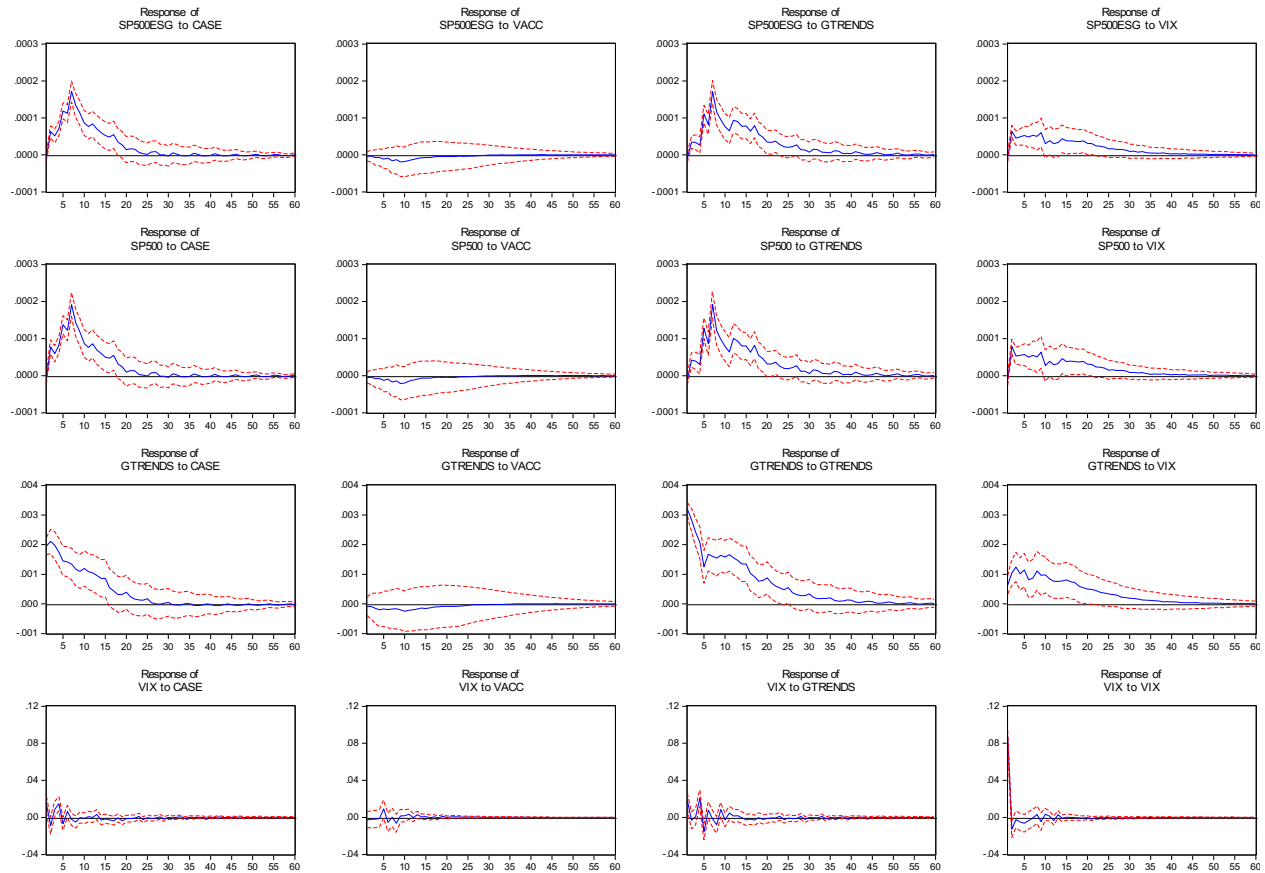 Response of
SP500ESG to CASE
.0003
.0002
.0001
.0000
-.0001
5 10 15 20 25 30 35 40 45 50 55 60
Response of
SP500ESG to VACC
.0003
.0002
.0001
.0000
-.0001
5 10 15 20 25 30 35 40 45 50 55 60
Response of
SP500ESG to GTRENDS
.0003
.0002
.0001
.0000
-.0001
5 10 15 20 25 30 35 40 45 50 55 60
Response of
SP500ESG to VIX
.0003
.0002
.0001
.0000
-.0001
5 10 15 20 25 30 35 40 45 50 55 60
Response of
SP500 to CASE
.0003
.0002
.0001
.0000
-.0001
5 10 15 20 25 30 35 40 45 50 55 60
Response of
SP500 to VACC
.0003
.0002
.0001
.0000
-.0001
5 10 15 20 25 30 35 40 45 50 55 60
Response of
SP500 to GTRENDS
.0003
.0002
.0001
.0000
-.0001
5 10 15 20 25 30 35 40 45 50 55 60
Response of
SP500 to VIX
.0003
.0002
.0001
.0000
-.0001
5 10 15 20 25 30 35 40 45 50 55 60
Response of
GTRENDS to CASE
.004
.003
.002
.001
.000
-.001
5 10 15 20 25 30 35 40 45 50 55 60
Response of
GTRENDS to VACC
.004
.003
.002
.001
.000
-.001
5 10 15 20 25 30 35 40 45 50 55 60
Response of
GTRENDS to GTRENDS
.004
.003
.002
.001
.000
-.001
5 10 15 20 25 30 35 40 45 50 55 60
Response of
GTRENDS to VIX
.004
.003
.002
.001
.000
-.001
5 10 15 20 25 30 35 40 45 50 55 60
Response of
VIX to CASE
.12
.08
.04
.00
-.04
5 10 15 20 25 30 35 40 45 50 55 60
Response of
VIX to VACC
.12
.08
.04
.00
-.04
5 10 15 20 25 30 35 40 45 50 55 60
Response of
VIX to GTRENDS
.12
.08
.04
.00
-.04
5 10 15 20 25 30 35 40 45 50 55 60
Response of
VIX to VIX
.12
.08
.04
.00
-.04
5 10 15 20 25 30 35 40 45 50 55 60